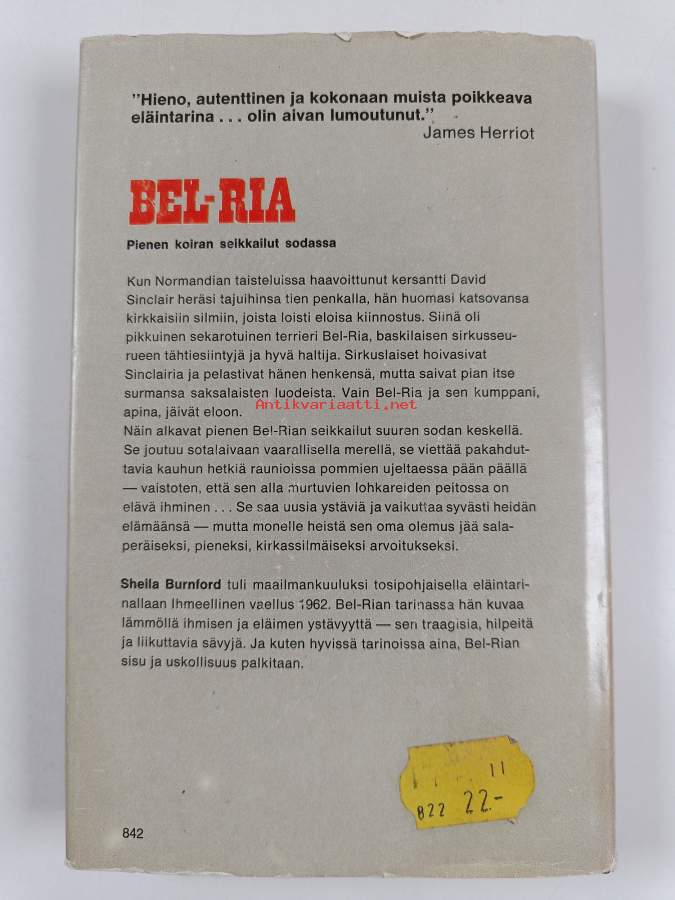 "Hieno, autenttinen ja kokonaan muista poikkeava
eläintarina . . . olin aivan lumoutunut."
James Herriot
BEL-RIA
Pienen koiran seikkailut sodassa
Kun Normandian taisteluissa haavoittunut kersantti David
Sinclair heräsi tajuihinsa tien penkalla, hän huomasi katsovansa
kirkkaisiin silmiin, joista loisti eloisa kiinnostus. Siinä oli
pikkuinen sekarotuinen terrieri Bel-Ria, baskilaisen sirkusseu-
rueen tähtiesiintyjä ja hyvä haltija. Sirkuslaiset hoivasivat
Sinclairia ja pelastivat hänen henkensä, mutta saivat pian itse
surmansa saksalaisten luodeista. Vain Bel-Ria ja sen kumppani,
apina, jäivät eloon.
Antikvariaatti.net
Näin alkavat pienen Bel-Rian seikkailut suuren sodan keskellä.
Se joutuu sotalaivaan vaarallisella merellä, se viettää pakahdut-
tavia kauhun hetkiä raunioissa pommien ujeltaessa pään päällä
— vaistoten, että sen alla murtuvien lohkareiden peitossa on
elävä ihminen . . . Se saa uusia ystäviä ja vaikuttaa syvästi heidän
elämäänsä — mutta monelle heistä sen oma olemus jää sala-
peräiseksi, pieneksi, kirkassilmäiseksi arvoitukseksi.
Sheila Burnford tuli maailmankuuluksi tosipohjaisella eläintari-
nallaan Ihmeellinen vaellus 1962. Bel-Rian tarinassa hän kuvaa
lämmöllä ihmisen ja eläimen ystävyyttä — sen traagisia, hilpeitä
ja liikuttavia sävyjä. Ja kuten hyvissä tarinoissa aina, Bel-Rian
sisu ja uskollisuus palkitaan.
11
822 22-
842